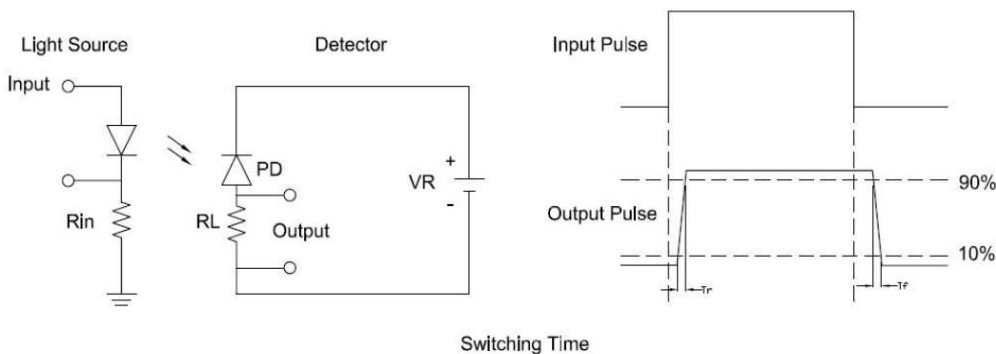 Light Source
Detector
Input Pulse
Input
PD
+
VR
-
Rin
RL
Output
Output Pulse
90%
10%
Tr
Tf
Switching Time